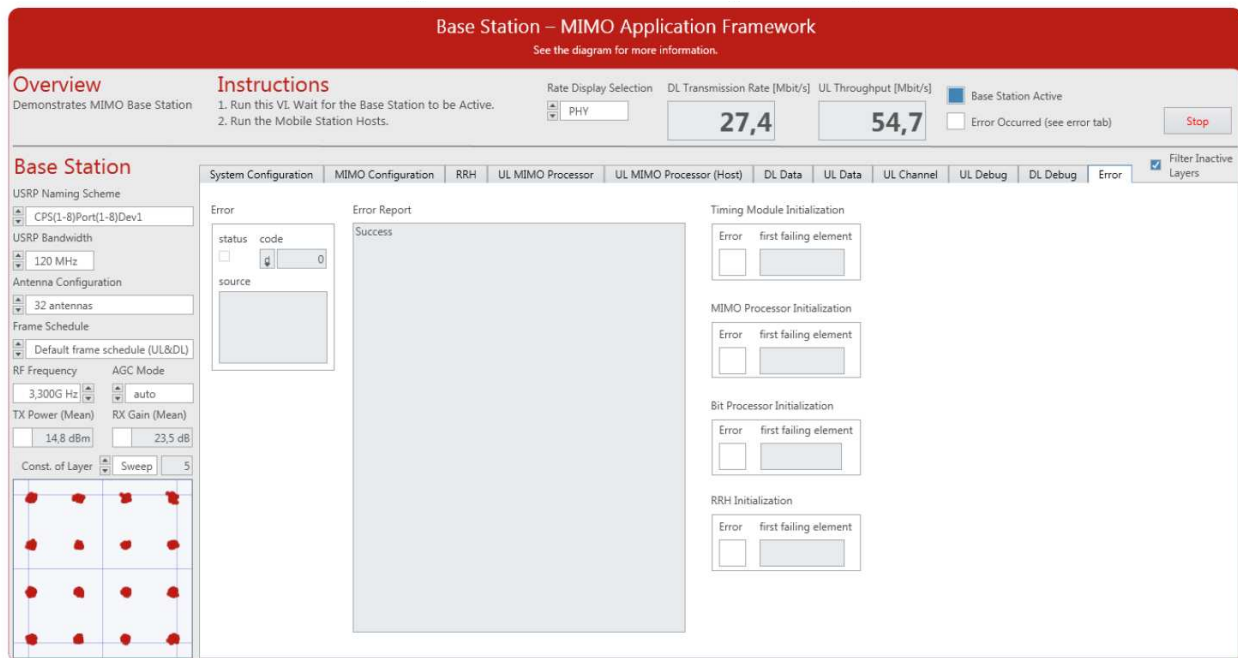 Base Station – MIMO Application Framework
See the diagram for more information.
Overview
Demonstrates MIMO Base Station
Instructions
1. Run this VI. Wait for the Base Station to be Active.
2. Run the Mobile Station Hosts.
Rate Display Selection
PHY
DL Transmission Rate [Mbit/s]
27,4
UL Throughput [Mbit/s]
54,7
Base Station Active
Error Occurred (see error tab)
Stop
Base Station
USRP Naming Scheme
CPS(1-8)Port(1-8)Dev1
USRP Bandwidth
120 MHz
Antenna Configuration
32 antennas
Frame Schedule
Default frame schedule (UL&DL)
RF Frequency AGC Mode
3,300G Hz auto
TX Power (Mean) RX Gain (Mean)
14,8 dBm 23,5 dB
Const. of Layer Sweep 5
System Configuration MIMO Configuration RRH UL MIMO Processor UL MIMO Processor (Host) DL Data UL Data UL Channel UL Debug DL Debug Error
Filter Inactive
Layers
Error
status code
d 0
source
Error Report
Success
Timing Module Initialization
Error first failing element
MIMO Processor Initialization
Error first failing element
Bit Processor Initialization
Error first failing element
RRH Initialization
Error first failing element